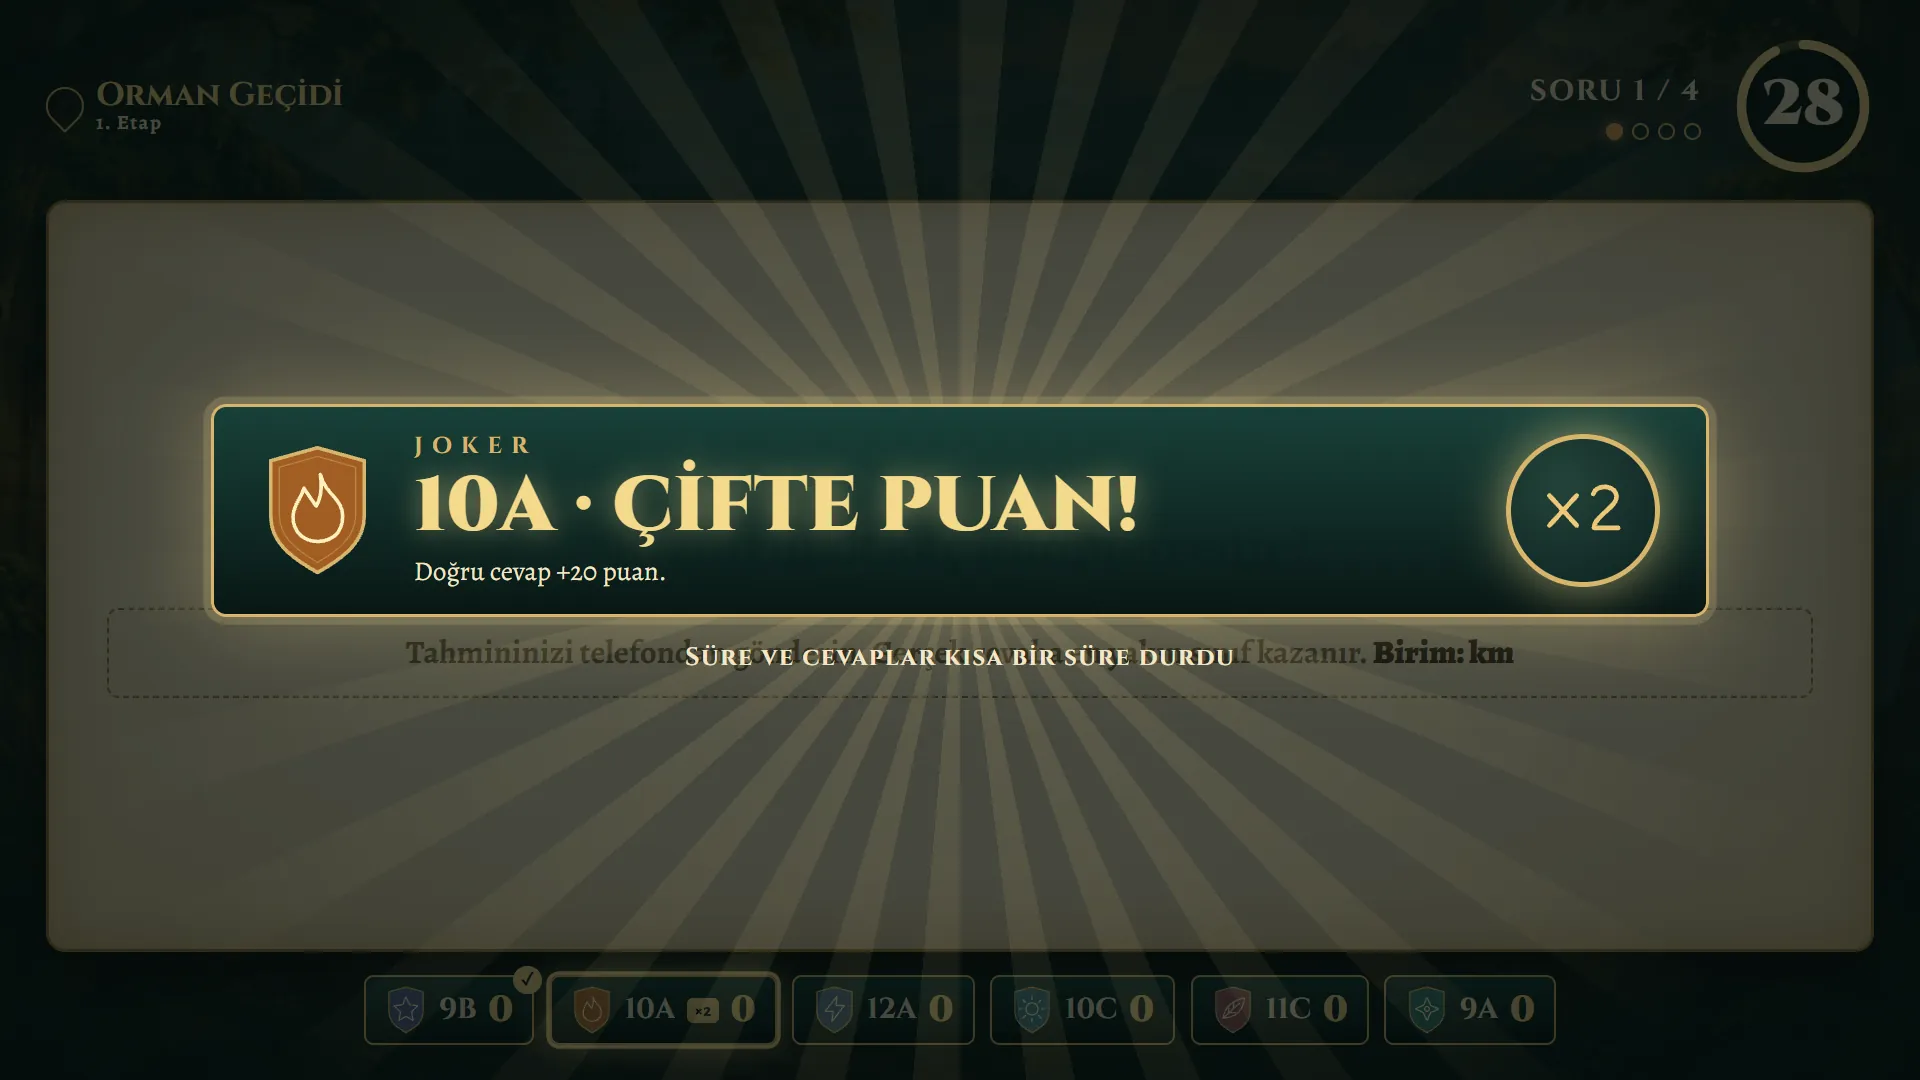 ORMAN GEÇİDİ
1. Etap
SORU 1 / 4
28
JOKER
10A · ÇİFTE PUAN!
Doğru cevap +20 puan.
×2
Tahmininizi kazanır. Birim: km
SÜRE VE CEVAPLAR KISA BİR SÜRE DURDU
9B 0
10A ×2 0
12A 0
10C 0
11C 0
9A 0